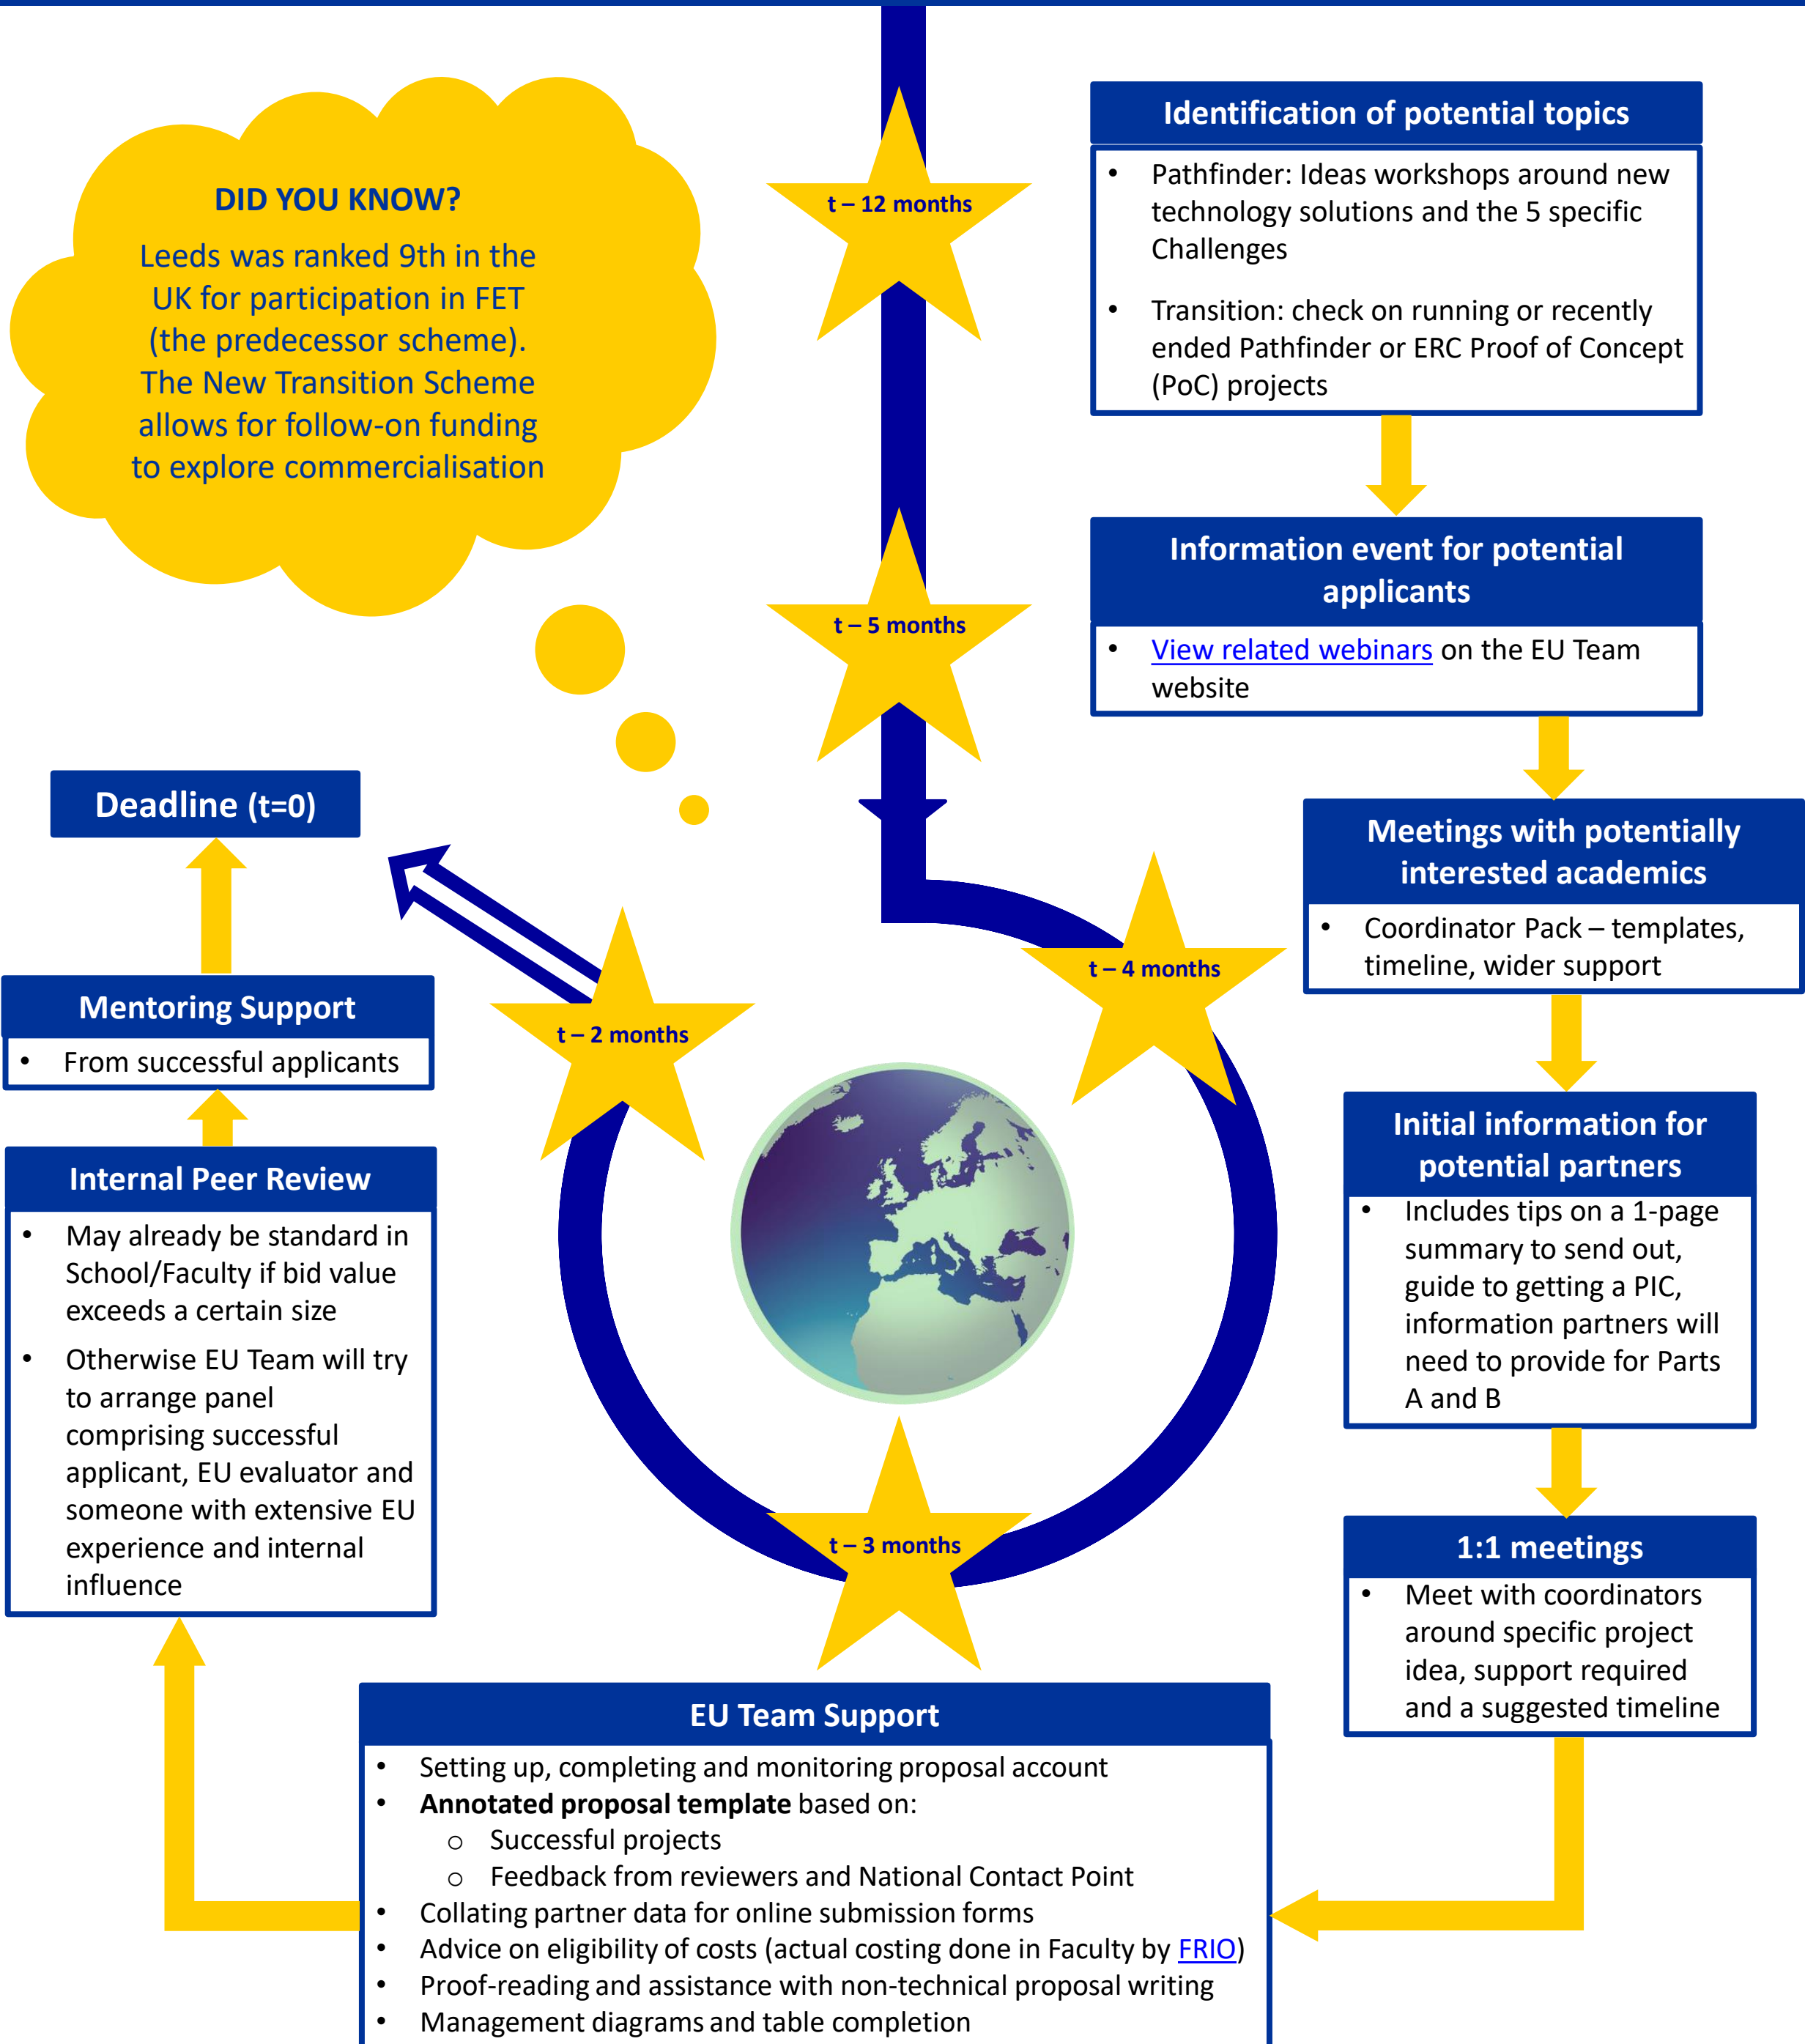 DID YOU KNOW?
Leeds was ranked 9th in the
UK for participation in FET
(the predecessor scheme).
The New Transition Scheme
allows for follow-on funding
to explore commercialisation
t – 12 months
Identification of potential topics
• Pathfinder: Ideas workshops around new
technology solutions and the 5 specific
Challenges
• Transition: check on running or recently
ended Pathfinder or ERC Proof of Concept
(PoC) projects
t – 5 months
Information event for potential
applicants
• View related webinars on the EU Team
website
Meetings with potentially
interested academics
• Coordinator Pack – templates,
timeline, wider support
t – 4 months
Initial information for
potential partners
• Includes tips on a 1-page
summary to send out,
guide to getting a PIC,
information partners will
need to provide for Parts
A and B
1:1 meetings
• Meet with coordinators
around specific project
idea, support required
and a suggested timeline
t – 3 months
EU Team Support
• Setting up, completing and monitoring proposal account
• Annotated proposal template based on:
o Successful projects
o Feedback from reviewers and National Contact Point
• Collating partner data for online submission forms
• Advice on eligibility of costs (actual costing done in Faculty by FRIO)
• Proof-reading and assistance with non-technical proposal writing
• Management diagrams and table completion
t – 2 months
Internal Peer Review
• May already be standard in
School/Faculty if bid value
exceeds a certain size
• Otherwise EU Team will try
to arrange panel
comprising successful
applicant, EU evaluator and
someone with extensive EU
experience and internal
influence
Mentoring Support
• From successful applicants
Deadline (t=0)